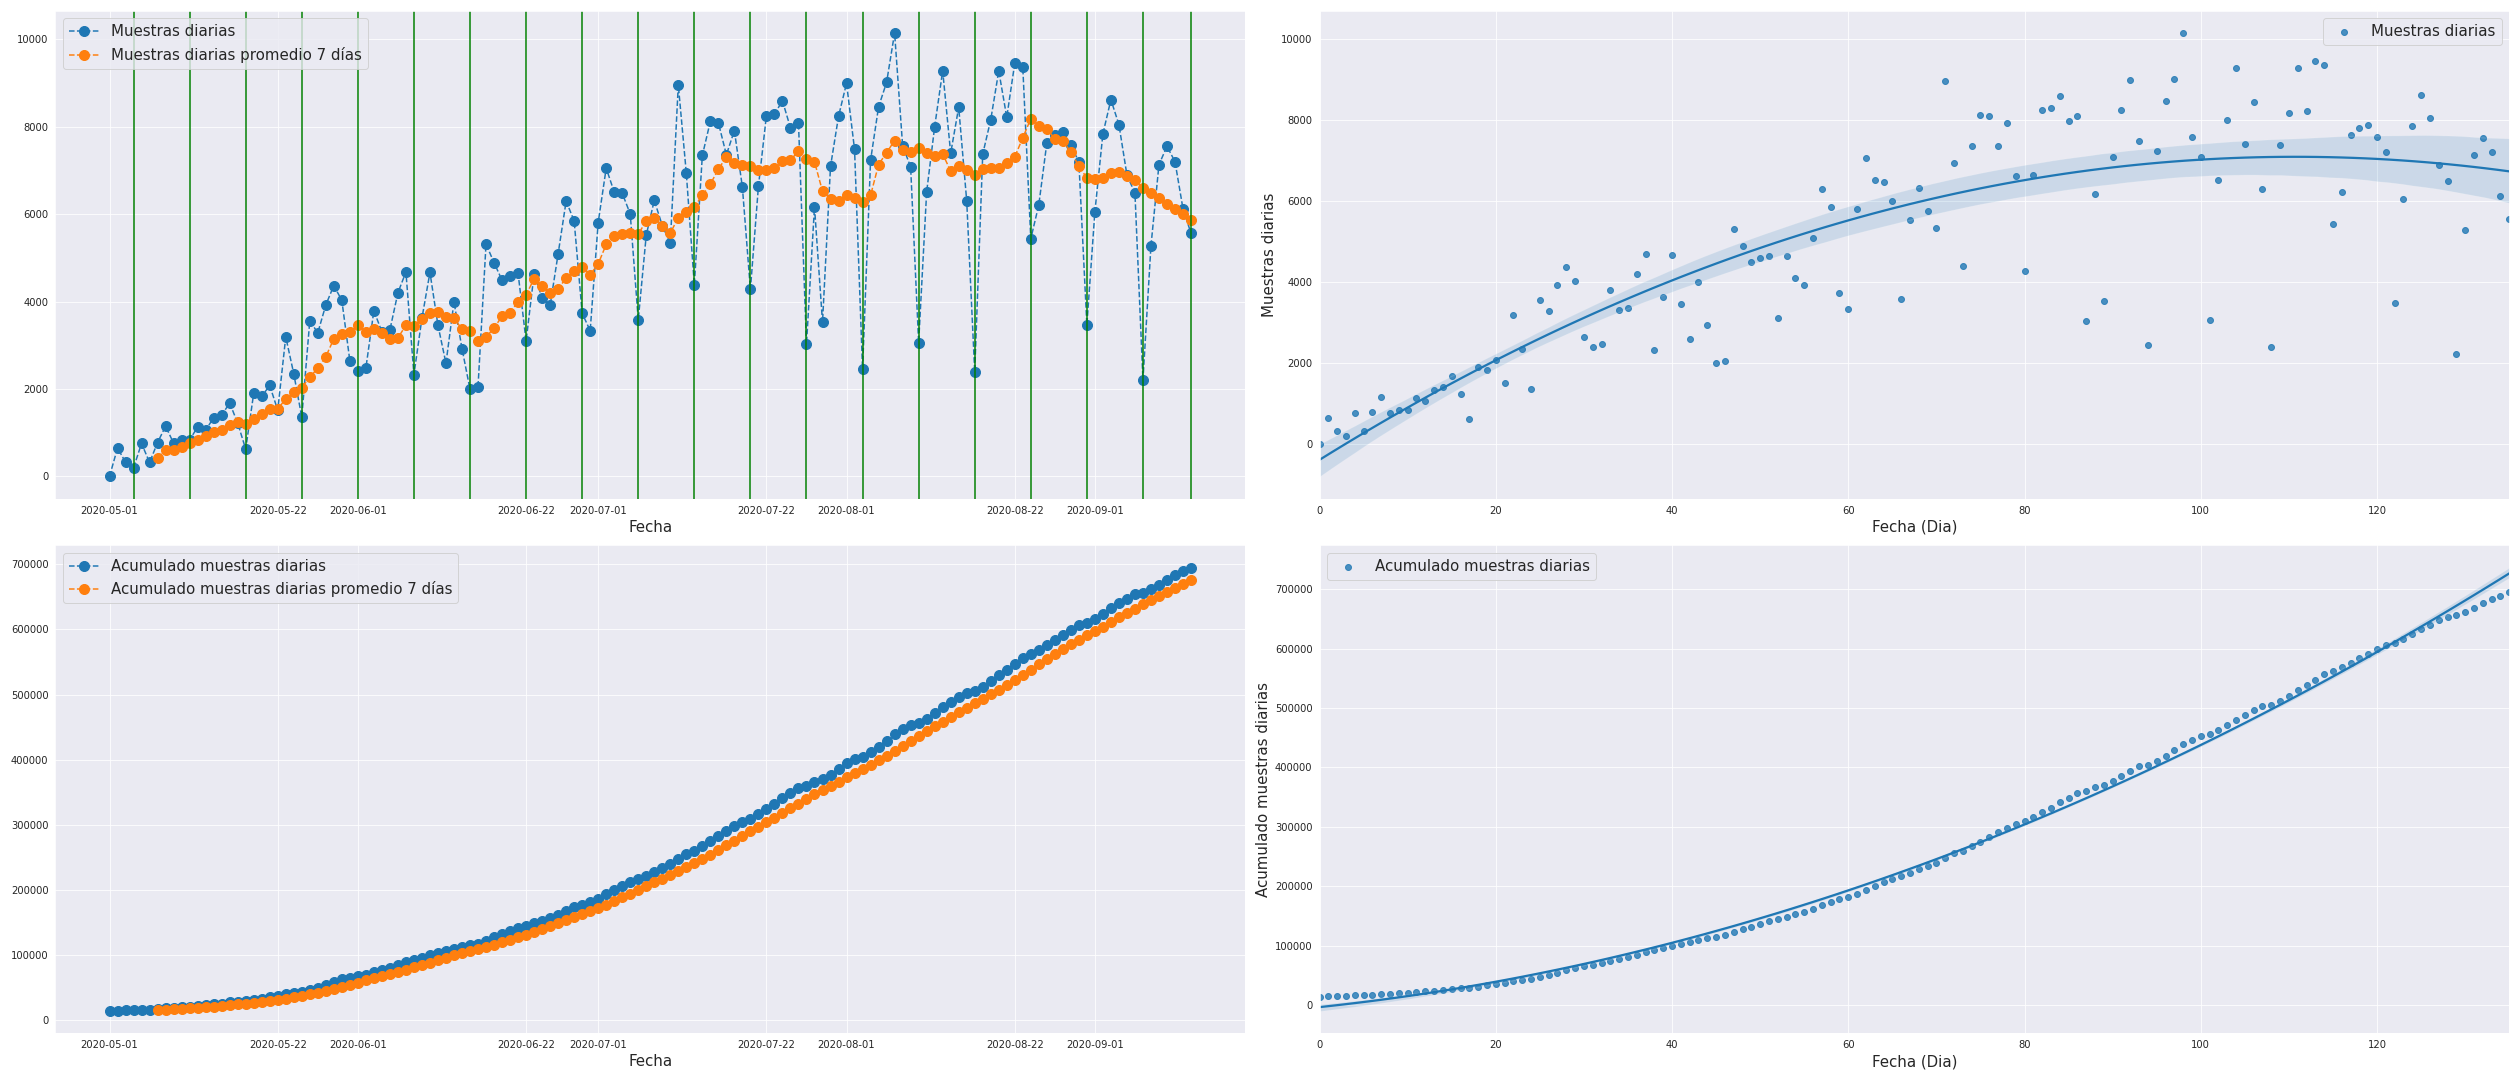 Muestras diarias
Muestras diarias promedio 7 días
10000
8000
6000
4000
2000
0
2020-05-01 2020-05-22 2020-06-01 2020-06-22 2020-07-01 2020-07-22 2020-08-01 2020-08-22 2020-09-01
Fecha
Muestras diarias
Muestras diarias
10000
8000
6000
4000
2000
0
0 20 40 60 80 100 120
Fecha (Dia)
Acumulado muestras diarias
Acumulado muestras diarias promedio 7 días
700000
600000
500000
400000
300000
200000
100000
0
2020-05-01 2020-05-22 2020-06-01 2020-06-22 2020-07-01 2020-07-22 2020-08-01 2020-08-22 2020-09-01
Fecha
Acumulado muestras diarias
Acumulado muestras diarias
700000
600000
500000
400000
300000
200000
100000
0
0 20 40 60 80 100 120
Fecha (Dia)